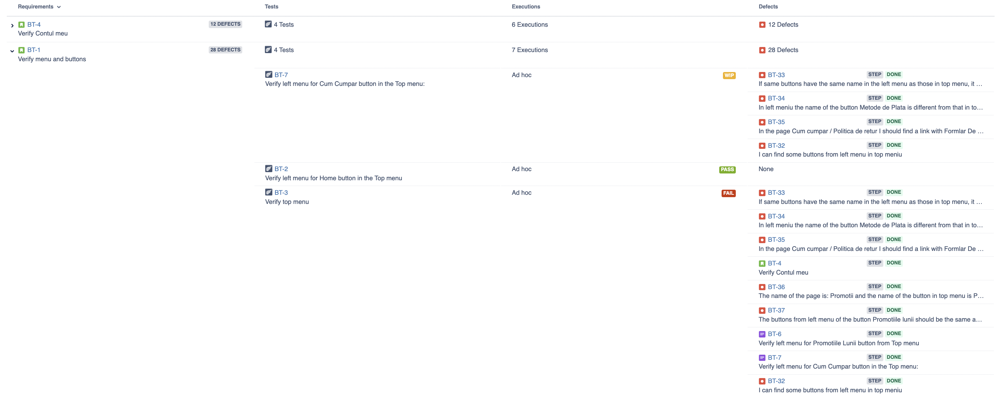 Requirements Tests Executions Defects
BT-4 12 DEFECTS 4 Tests 6 Executions 12 Defects
Verify Contul meu
BT-1 28 DEFECTS 4 Tests 7 Executions 28 Defects
Verify menu and buttons
BT-7 Ad hoc WIP BT-33 STEP DONE
Verify left menu for Cum Cumpar button in the Top menu: If same buttons have the same name in the left menu as those in top menu, it ...
BT-34 STEP DONE
In left meniu the name of the button Metode de Plata is different from that in to...
BT-35 STEP DONE
In the page Cum cumpar / Politica de retur I should find a link with Formlar De ...
BT-32 STEP DONE
I can find some buttons from left menu in top meniu
BT-2 Ad hoc PASS None
Verify left menu for Home button in the Top menu
BT-3 Ad hoc FAIL BT-33 STEP DONE
Verify top menu If same buttons have the same name in the left menu as those in top menu, it ...
BT-34 STEP DONE
In left meniu the name of the button Metode de Plata is different from that in to...
BT-35 STEP DONE
In the page Cum cumpar / Politica de retur I should find a link with Formlar De ...
BT-4 STEP DONE
Verify Contul meu
BT-36 STEP DONE
The name of the page is: Promotii and the name of the button in top menu is P...
BT-37 STEP DONE
The buttons from left menu of the button Promotiile lunii should be the same a...
BT-6 STEP DONE
Verify left menu for Promotiile Lunii button from Top menu
BT-7 STEP DONE
Verify left menu for Cum Cumpar button in the Top menu:
BT-32 STEP DONE
I can find some buttons from left menu in top meniu